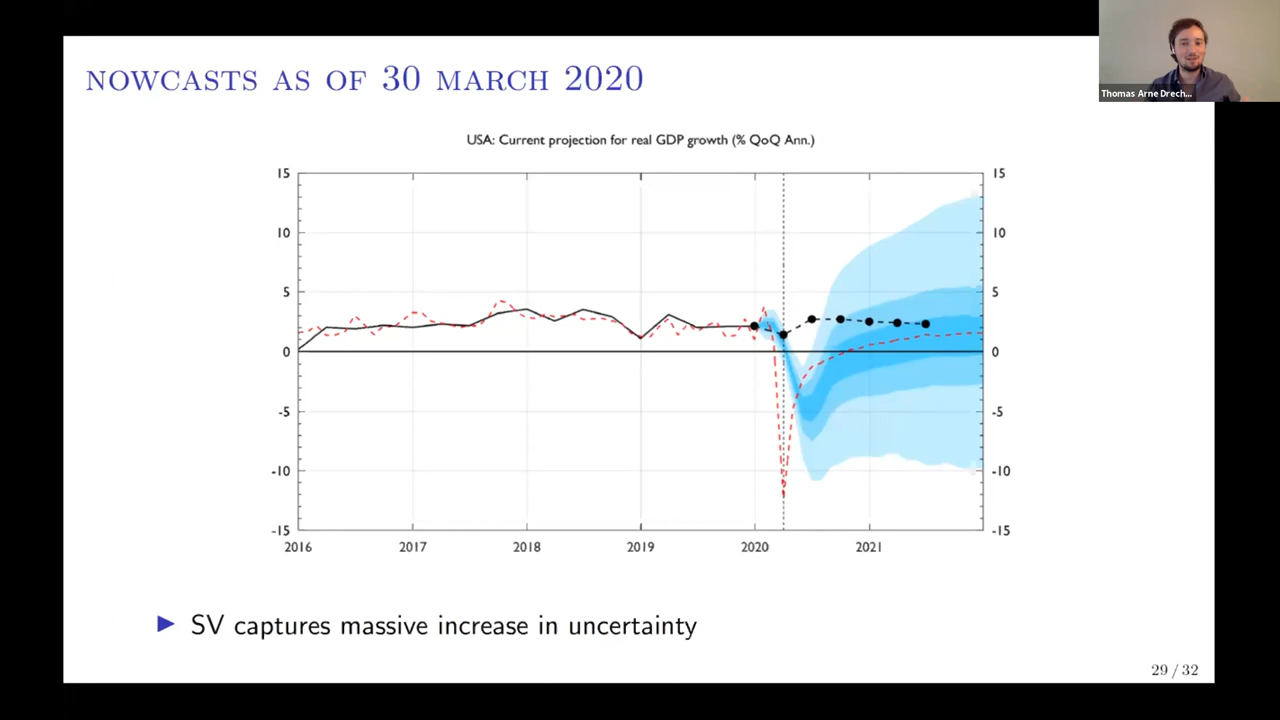 NOWCASTS AS OF 30 MARCH 2020
Thomas Arne Drech...
USA: Current projection for real GDP growth (% QoQ Ann.)
15 15
10 10
5 5
0 0
-5 -5
-10 -10
-15 -15
2016 2017 2018 2019 2020 2021
▶ SV captures massive increase in uncertainty
29 / 32